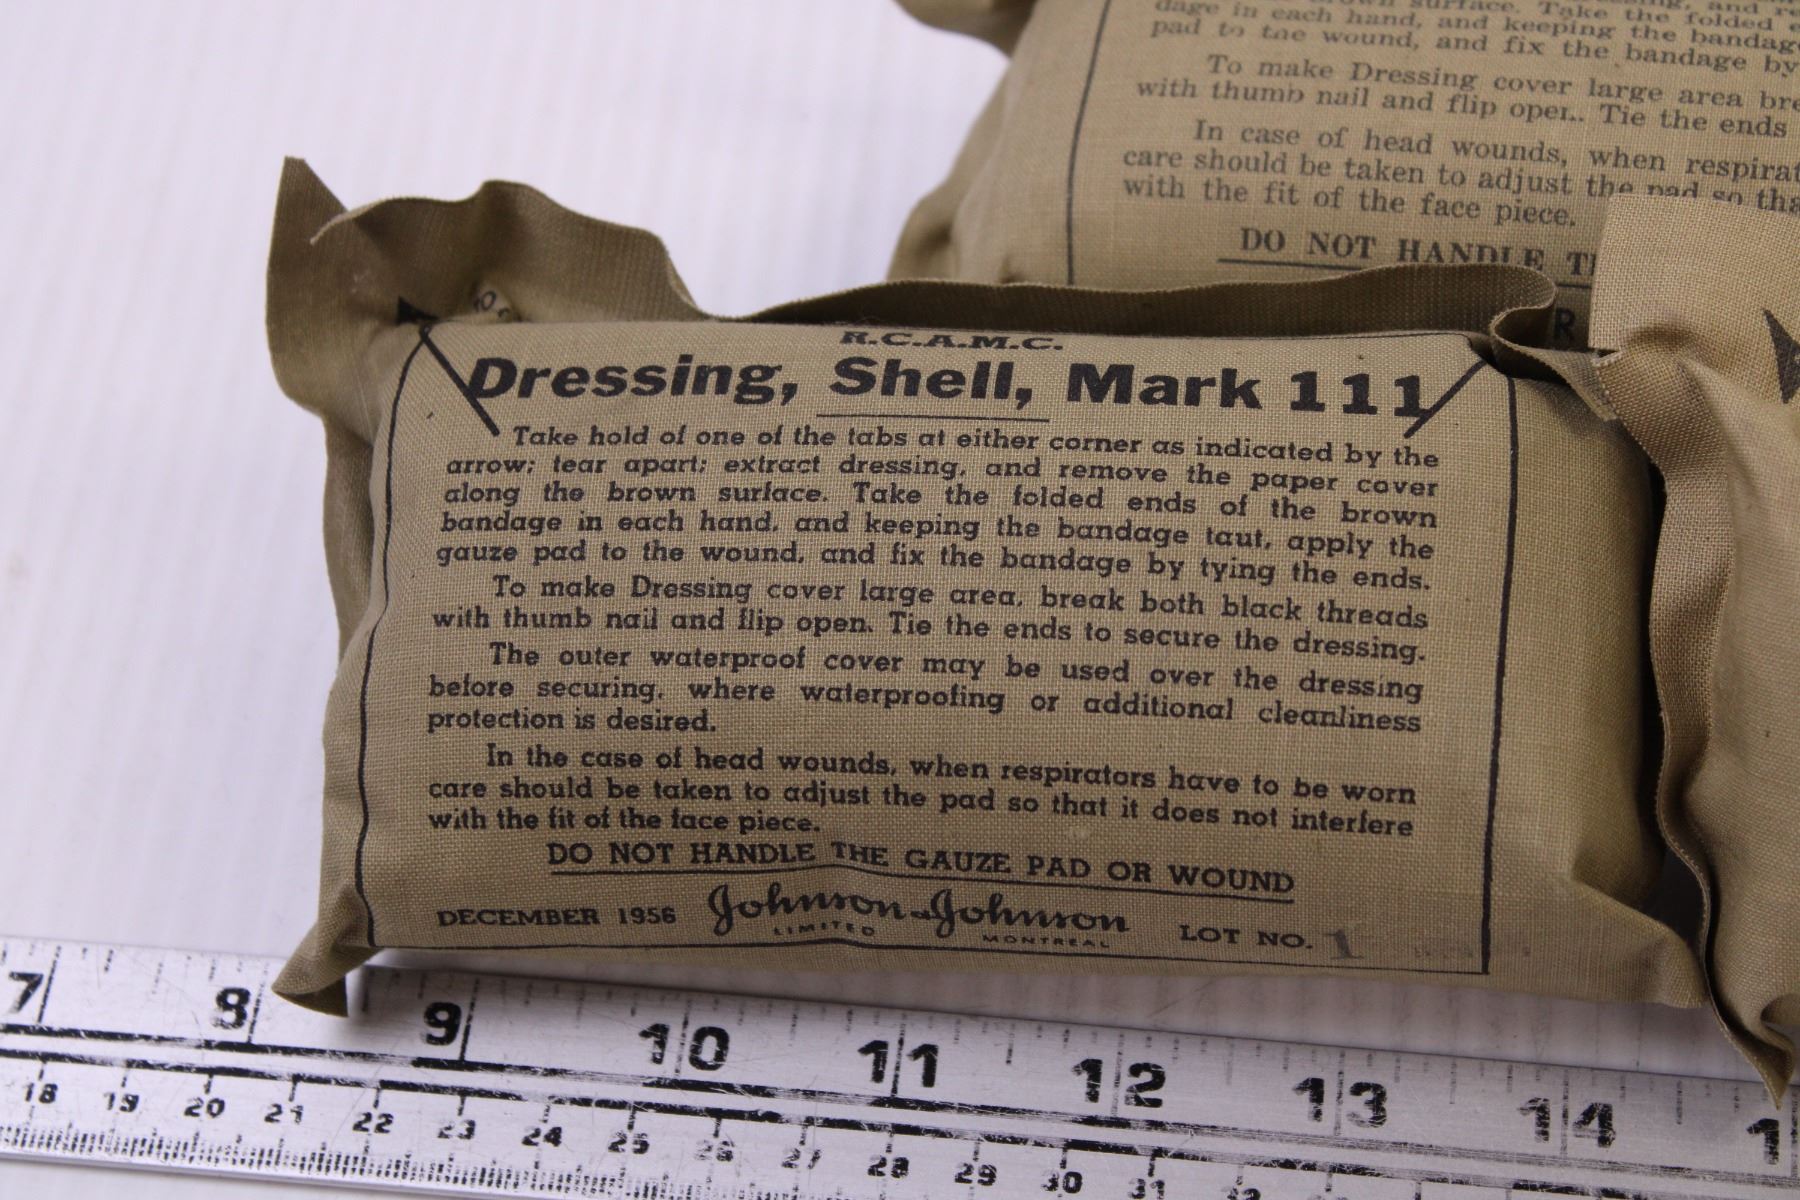 surface. Take the folded
dage in each hand, and keeping the bandage
pad to the wound, and fix the bandage by
To make Dressing cover large area
with thumb nail and flip open. Tie the ends
In case of head wounds, when
care should be taken to adjust the pad so
with the fit of the face piece.
DO NOT HANDLE
R.C.A.M.C.
Dressing, Shell, Mark 111
Take hold of one of the tabs at either corner as indicated by the
arrow; tear apart; extract dressing, and remove the paper cover
along the brown surface. Take the folded ends of the brown
bandage in each hand, and keeping the bandage taut, apply the
gauze pad to the wound, and fix the bandage by tying the ends.
To make Dressing cover large area, break both black threads
with thumb nail and flip open. Tie the ends to secure the dressing.
The outer waterproof cover may be used over the dressing
before securing, where waterproofing or additional cleanliness
protection is desired.
In the case of head wounds, when respirators have to be worn
care should be taken to adjust the pad so that it does not interfere
with the fit of the face piece.
DO NOT HANDLE THE GAUZE PAD OR WOUND
DECEMBER 1956 Johnson & Johnson LOT NO. 1
LIMITED MONTREAL
7 8 9 10 11 12 13 14
18 19 20 21 22 23 24 25 26 27 28 29 30 31